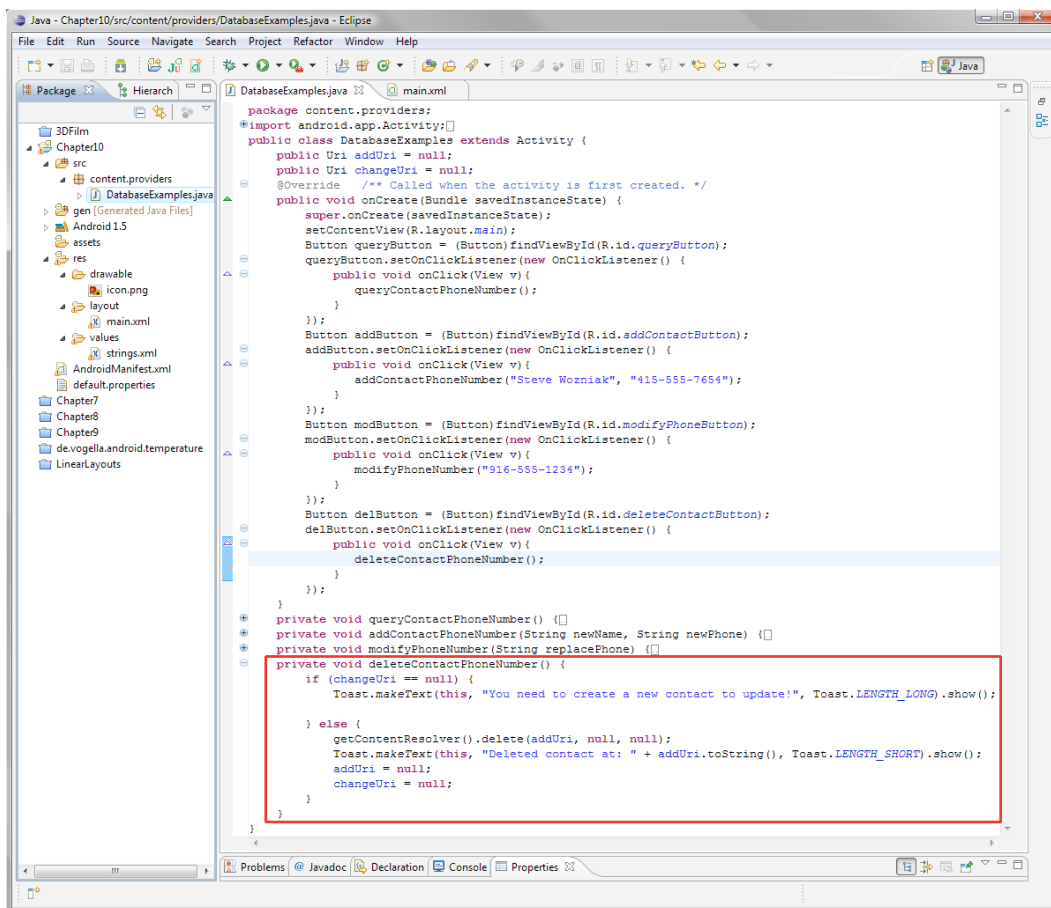 Java - Chapter10/src/content/providers/DatabaseExamples.java - Eclipse
File Edit Run Source Navigate Search Project Refactor Window Help
Java
Package Hierarch
3DFilm
Chapter10
src
content.providers
DatabaseExamples.java
gen [Generated Java Files]
Android 1.5
assets
res
drawable
icon.png
layout
main.xml
values
strings.xml
AndroidManifest.xml
default.properties
Chapter7
Chapter8
Chapter9
de.vogella.android.temperature
LinearLayouts
DatabaseExamples.java main.xml
package content.providers;
import android.app.Activity;
public class DatabaseExamples extends Activity {
public Uri addUri = null;
public Uri changeUri = null;
@Override /** Called when the activity is first created. */
public void onCreate(Bundle savedInstanceState) {
super.onCreate(savedInstanceState);
setContentView(R.layout.main);
Button queryButton = (Button)findViewById(R.id.queryButton);
queryButton.setOnClickListener(new OnClickListener() {
public void onClick(View v){
queryContactPhoneNumber();
}
});
Button addButton = (Button)findViewById(R.id.addContactButton);
addButton.setOnClickListener(new OnClickListener() {
public void onClick(View v){
addContactPhoneNumber("Steve Wozniak", "415-555-7654");
}
});
Button modButton = (Button)findViewById(R.id.modifyPhoneButton);
modButton.setOnClickListener(new OnClickListener() {
public void onClick(View v){
modifyPhoneNumber("916-555-1234");
}
});
Button delButton = (Button)findViewById(R.id.deleteContactButton);
delButton.setOnClickListener(new OnClickListener() {
public void onClick(View v){
deleteContactPhoneNumber();
}
});
}
private void queryContactPhoneNumber() {
private void addContactPhoneNumber(String newName, String newPhone) {
private void modifyPhoneNumber(String replacePhone) {
private void deleteContactPhoneNumber() {
if (changeUri == null) {
Toast.makeText(this, "You need to create a new contact to update!", Toast.LENGTH_LONG).show();
} else {
getContentResolver().delete(addUri, null, null);
Toast.makeText(this, "Deleted contact at: " + addUri.toString(), Toast.LENGTH_SHORT).show();
addUri = null;
changeUri = null;
}
}
}
Problems @ Javadoc Declaration Console Properties